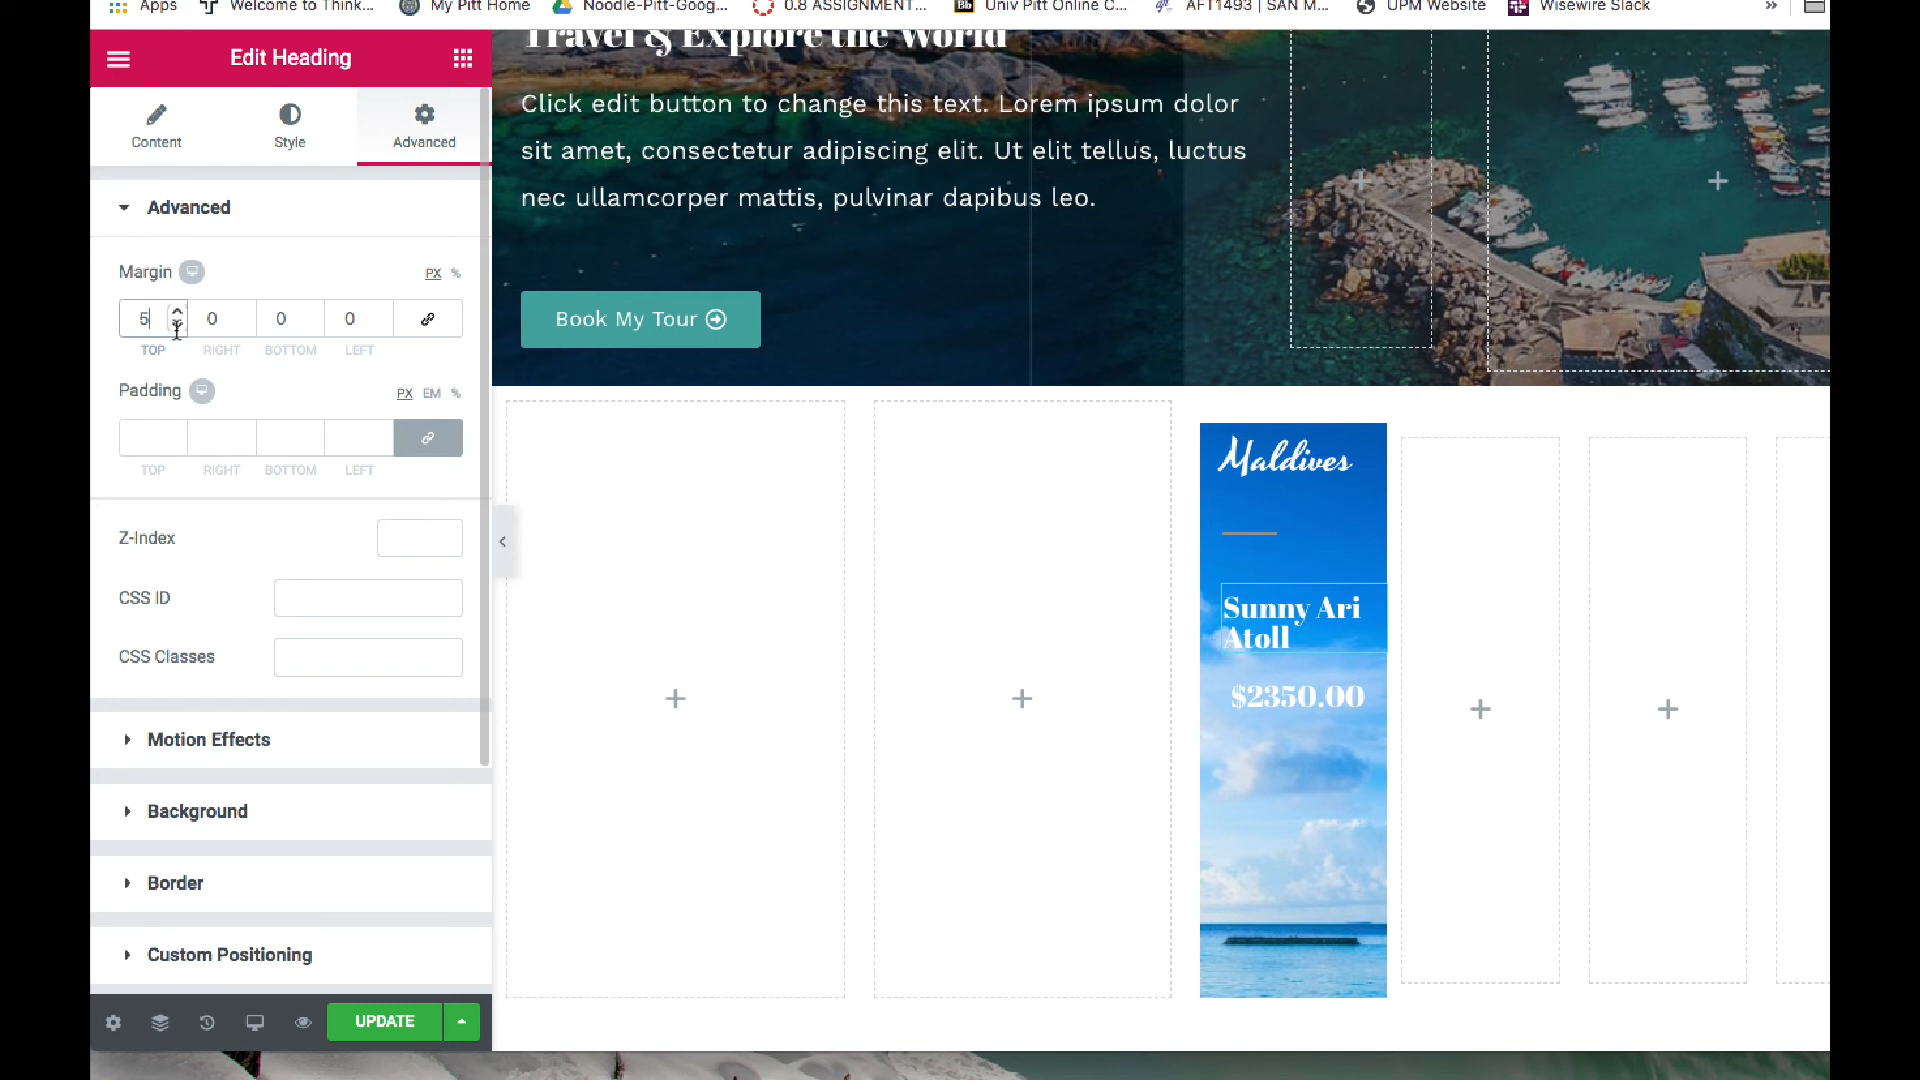 Apps Welcome to Think... My Pitt Home Noodle-Pitt-Goog... 0.8 ASSIGNMENT... Bb Univ Pitt Online C... AFT1493 | SAN M... UPM Website Wisewire Slack »
Edit Heading
Content Style Advanced
Advanced
Margin PX %
5 0 0 0
TOP RIGHT BOTTOM LEFT
Padding PX EM %
TOP RIGHT BOTTOM LEFT
Z-Index
CSS ID
CSS Classes
Motion Effects
Background
Border
Custom Positioning
UPDATE
Travel & Explore the World
Click edit button to change this text. Lorem ipsum dolor
sit amet, consectetur adipiscing elit. Ut elit tellus, luctus
nec ullamcorper mattis, pulvinar dapibus leo.
Book My Tour
Maldives
Sunny Ari
Atoll
$2350.00